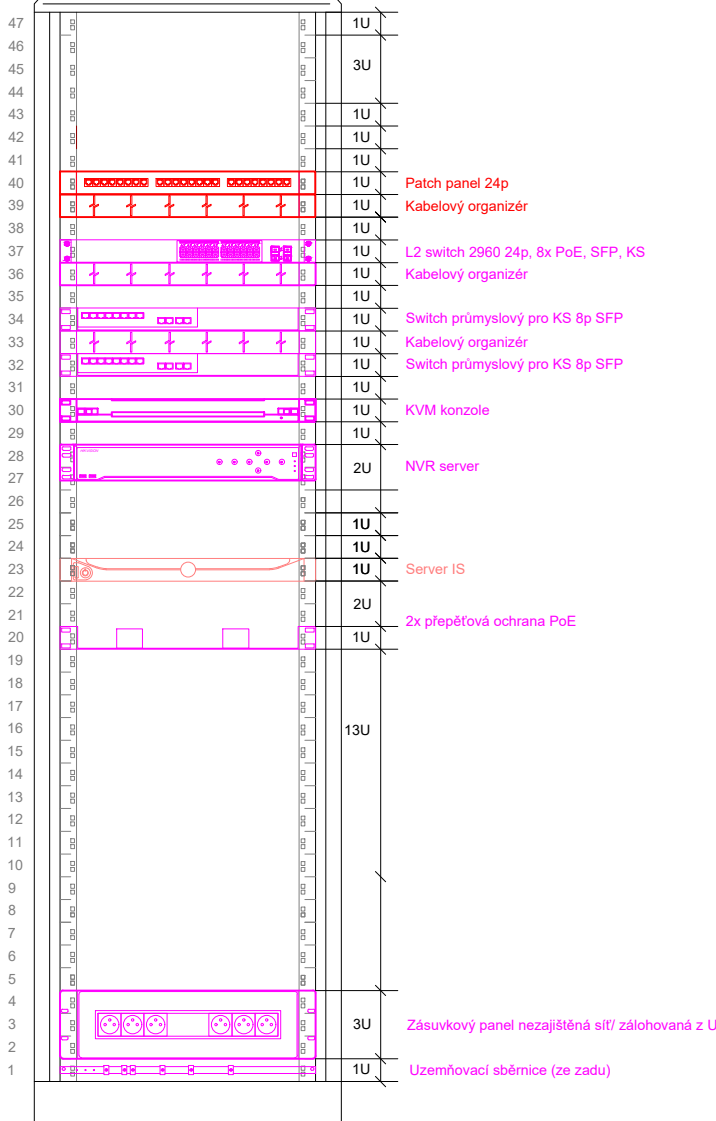 47 1U
46
45 3U
44
43 1U
42 1U
41 1U
40 1U Patch panel 24p
39 1U Kabelový organizér
38 1U
37 1U L2 switch 2960 24p, 8x PoE, SFP, KS
36 1U Kabelový organizér
35 1U
34 1U Switch průmyslový pro KS 8p SFP
33 1U Kabelový organizér
32 1U Switch průmyslový pro KS 8p SFP
31 1U
30 1U KVM konzole
29 1U
28
2U NVR server
27
26
25 1U
24 1U
23 1U Server IS
22
2U
21
2x přepěťová ochrana PoE
20 1U
19
18
17
16 13U
15
14
13
12
11
10
9
8
7
6
5
4
3 3U Zásuvkový panel nezajištěná síť/ zálohovaná z U
2
1 1U Uzemňovací sběrnice (ze zadu)